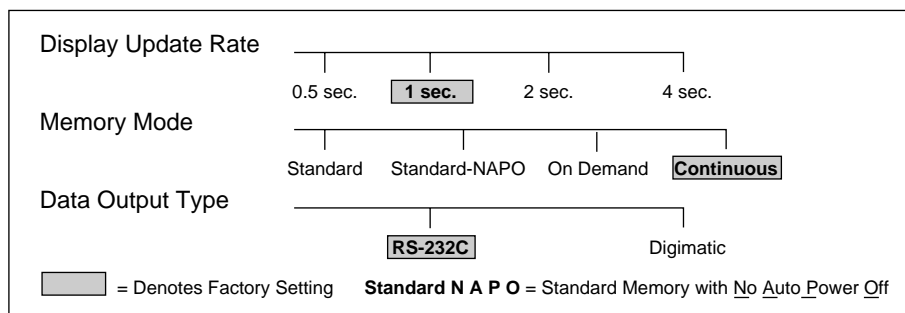 Display Update Rate
0.5 sec. 1 sec. 2 sec. 4 sec.
Memory Mode
Standard Standard-NAPO On Demand Continuous
Data Output Type
RS-232C Digimatic
= Denotes Factory Setting Standard N A P O = Standard Memory with No Auto Power Off